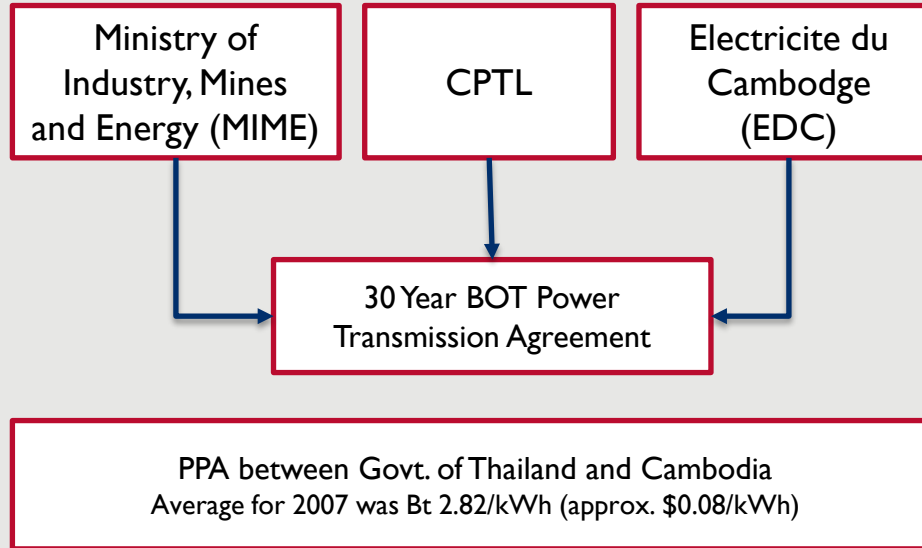 Ministry of
Industry, Mines
and Energy (MIME)
CPTL
Electricite du
Cambodge
(EDC)
30 Year BOT Power
Transmission Agreement
PPA between Govt. of Thailand and Cambodia
Average for 2007 was Bt 2.82/kWh (approx. $0.08/kWh)